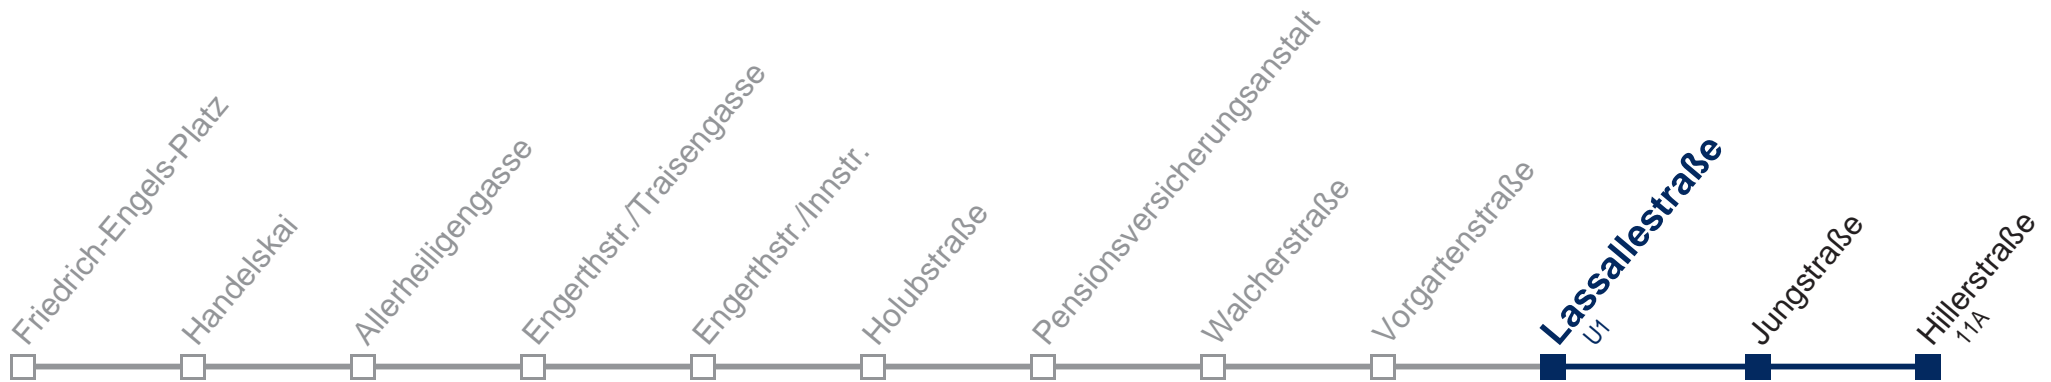 Friedrich-Engels-Platz
Handelskai
Allerheiligengasse
Engerthstr./Traisengasse
Engerthstr./Innstr.
Holubstraße
Pensionsversicherungsanstalt
Walcherstraße
Vorgartenstraße
Lassallestraße
U1
Jungstraße
Hillerstraße
11A